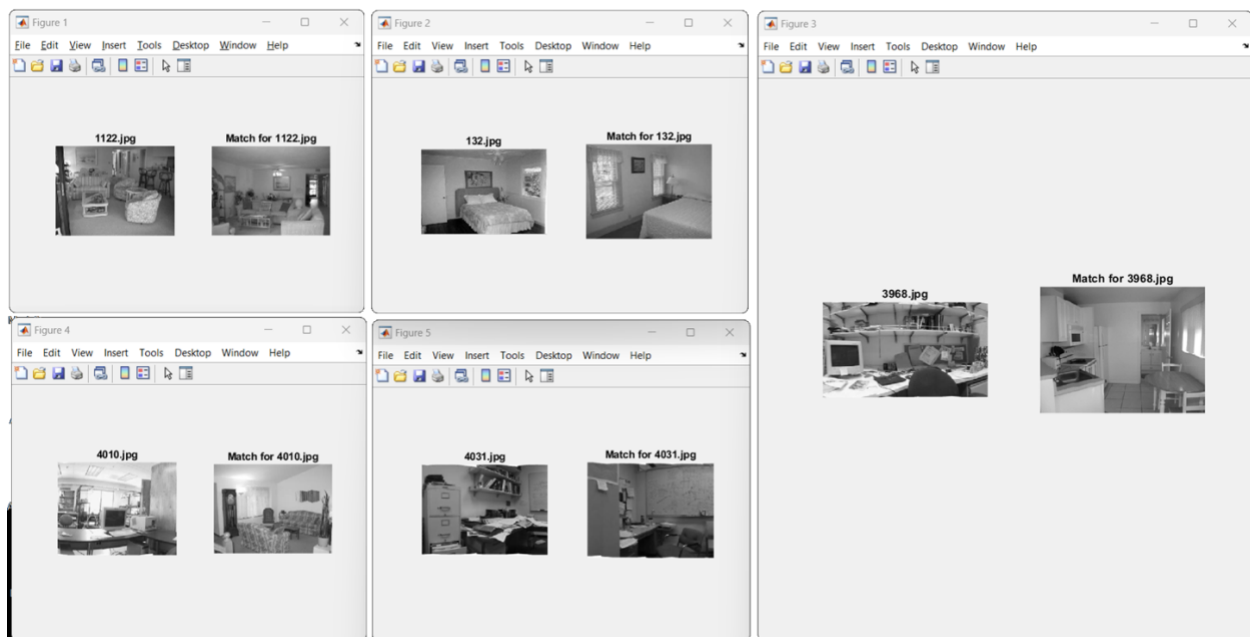 Figure 1
File Edit View Insert Tools Desktop Window Help
1122.jpg
Match for 1122.jpg
Figure 2
File Edit View Insert Tools Desktop Window Help
132.jpg
Match for 132.jpg
Figure 3
File Edit View Insert Tools Desktop Window Help
3968.jpg
Match for 3968.jpg
Figure 4
File Edit View Insert Tools Desktop Window Help
4010.jpg
Match for 4010.jpg
Figure 5
File Edit View Insert Tools Desktop Window Help
4031.jpg
Match for 4031.jpg